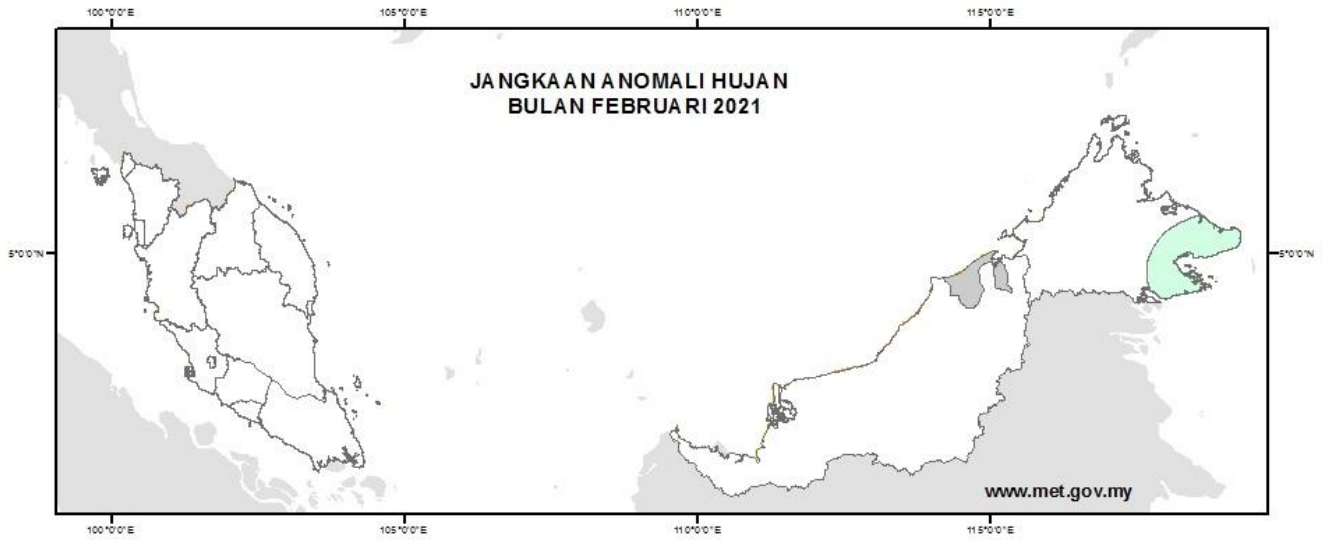 100°0'0"E 105°0'0"E 110°0'0"E 115°0'0"E
JANGKAAN ANOMALI HUJAN
BULAN FEBRUARI 2021
5°0'0"N 5°0'0"N
www.met.gov.my
100°0'0"E 105°0'0"E 110°0'0"E 115°0'0"E